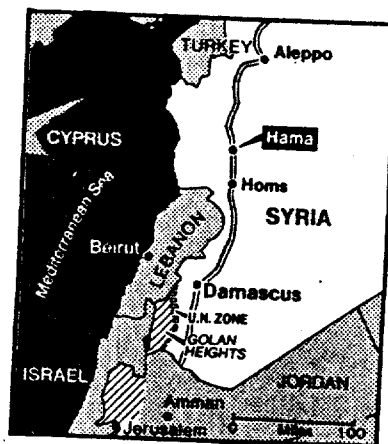 TURKEY
Aleppo
CYPRUS
Hama
Homs
Mediterranean Sea
SYRIA
LEBANON
Beirut
Damascus
U.N. ZONE
GOLAN
HEIGHTS
ISRAEL
JORDAN
Amman
0 Miles 100
Jerusalem